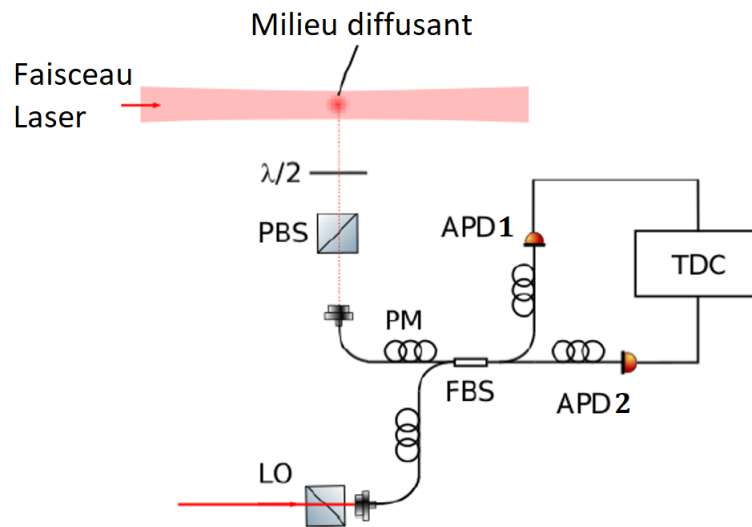 Milieu diffusant
Faisceau
Laser
λ/2
PBS
APD1
TDC
PM
FBS
APD2
LO